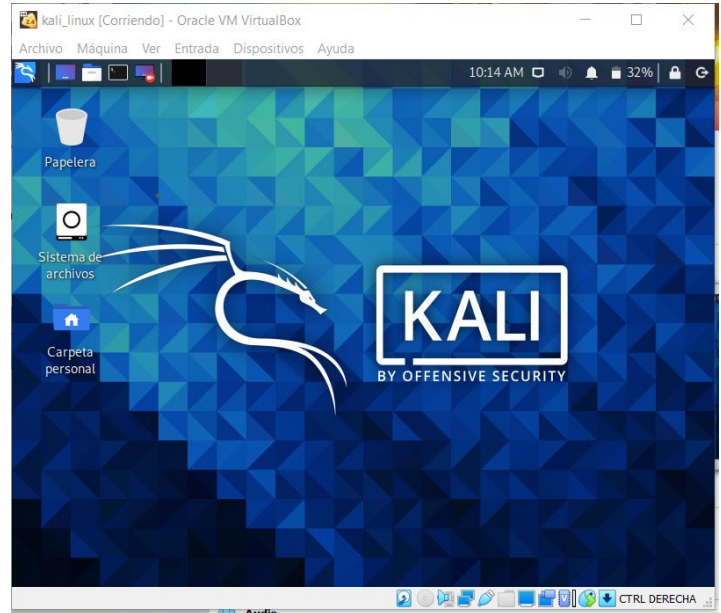 kali_linux [Corriendo] - Oracle VM VirtualBox
Archivo Máquina Ver Entrada Dispositivos Ayuda
10:14 AM 32%
Papelera
Sistema de
archivos
Carpeta
personal
KALI
BY OFFENSIVE SECURITY
CTRL DERECHA
Audio